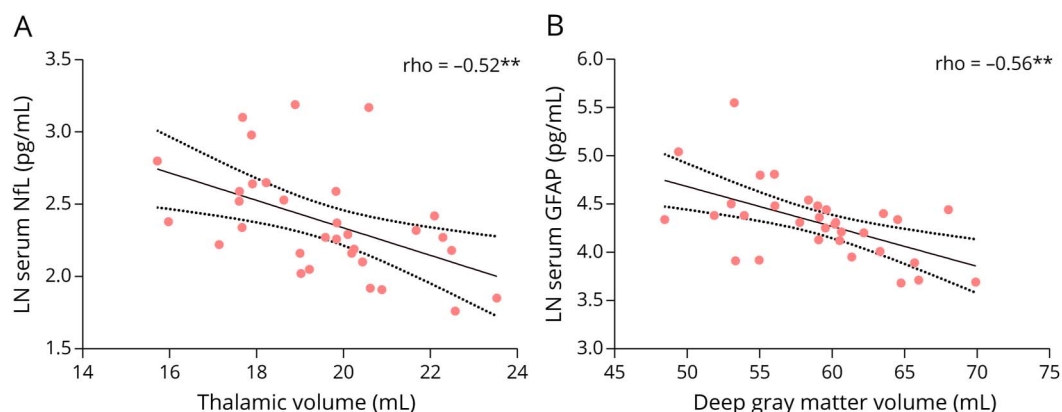 A
rho = –0.52**
LN serum NfL (pg/mL)
3.5
3.0
2.5
2.0
1.5
14 16 18 20 22 24
Thalamic volume (mL)
B
rho = –0.56**
LN serum GFAP (pg/mL)
6.0
5.5
5.0
4.5
4.0
3.5
3.0
45 50 55 60 65 70 75
Deep gray matter volume (mL)